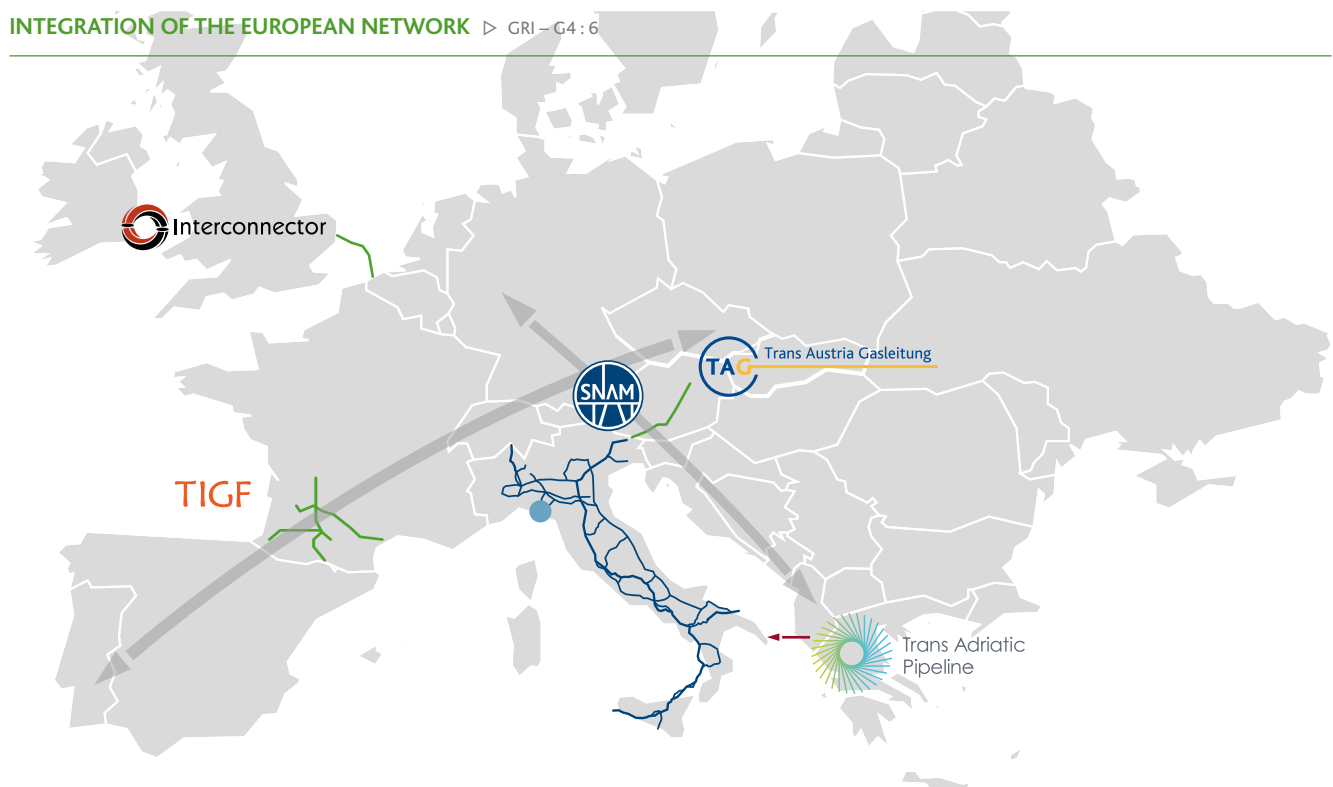 INTEGRATION OF THE EUROPEAN NETWORK ▷ GRI – G4 : 6
Interconnector
Trans Austria Gasleitung
TAG
SNAM
TIGF
Trans Adriatic
Pipeline